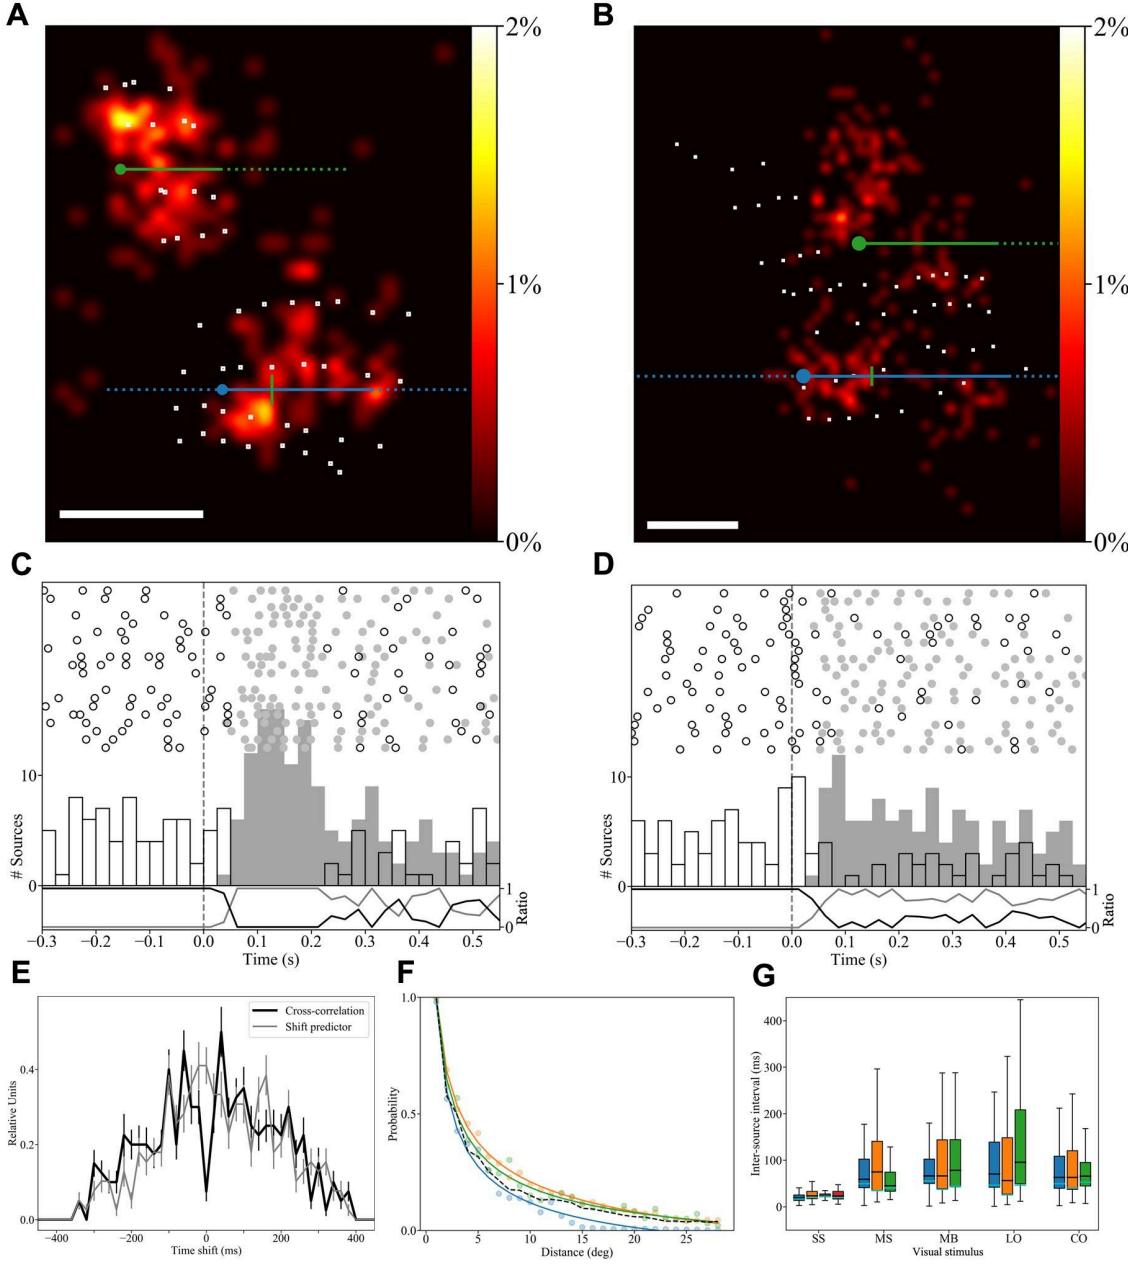 A
B
2%
2%
1%
1%
0%
0%
C
D
10
0
# Sources
1
0
Ratio
−0.3 −0.2 −0.1 0.0 0.1 0.2 0.3 0.4 0.5
Time (s)
10
0
# Sources
1
0
Ratio
−0.3 −0.2 −0.1 0.0 0.1 0.2 0.3 0.4 0.5
Time (s)
E
Cross-correlation
Shift predictor
0.4
0.2
0.0
Relative Units
−400 −200 0 200 400
Time shift (ms)
F
1.0
0.5
0.0
Probability
0 5 10 15 20 25
Distance (deg)
G
400
300
200
100
0
Inter-source interval (ms)
SS MS MB LO CO
Visual stimulus